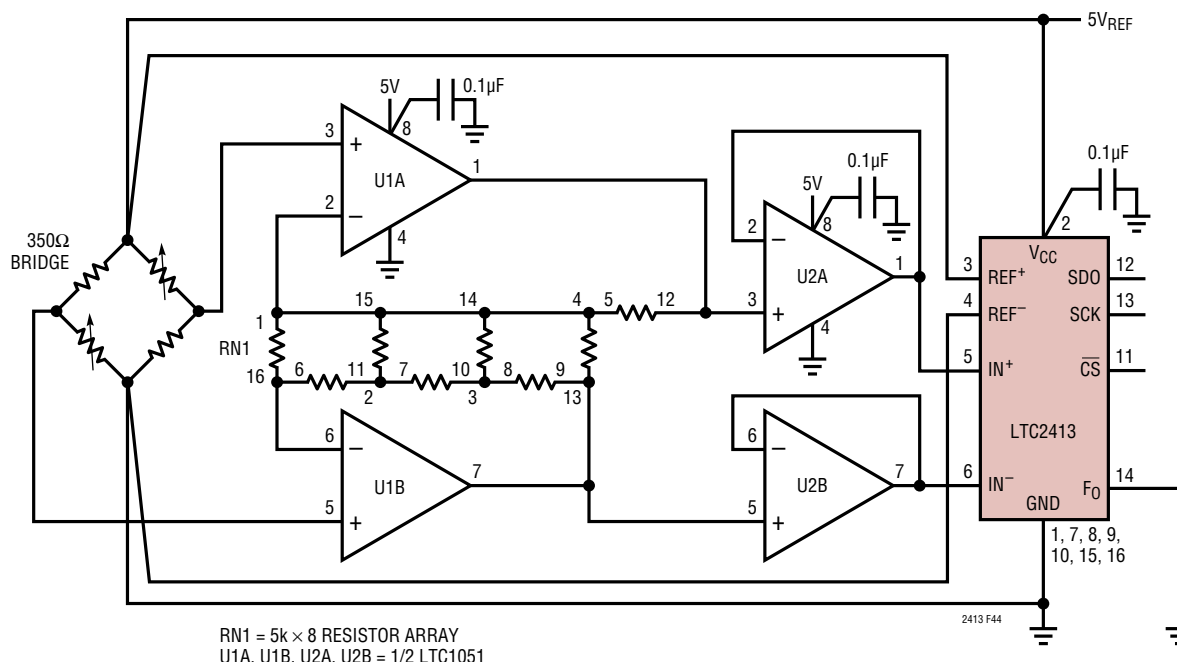 5VREF
5V
0.1µF
8
3
+
U1A
1
2
–
4
0.1µF
5V
8
2
–
U2A
1
3
+
4
0.1µF
2
350Ω
BRIDGE
VCC
3
REF+
SDO
12
4
REF–
SCK
13
5
IN+
CS
11
LTC2413
6
IN–
FO
14
GND
1, 7, 8, 9,
10, 15, 16
1
15
14
4
5
12
RN1
16
6
11
7
10
8
9
2
3
13
6
–
U1B
7
5
+
6
–
U2B
7
5
+
2413 F44
RN1 = 5k × 8 RESISTOR ARRAY
U1A, U1B, U2A, U2B = 1/2 LTC1051